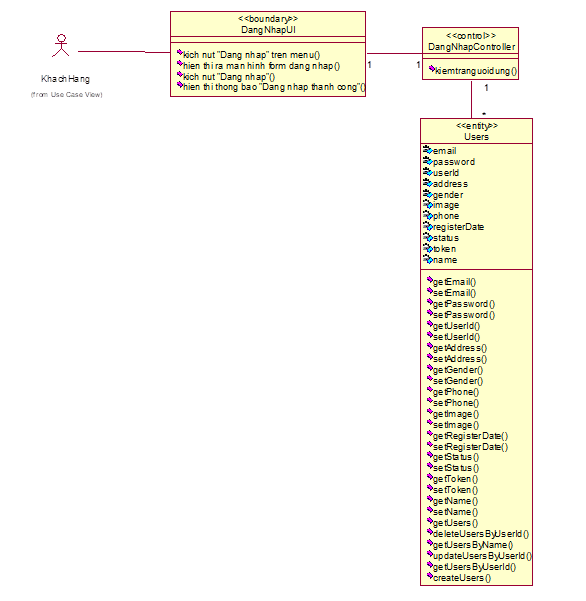 KhachHang
(from Use Case View)
<<boundary>>
DangNhapUI
kich nut "Dang nhap" tren menu()
hien thi ra man hinh form dang nhap()
kich nut "Dang nhap"()
hien thi thong bao "Dang nhap thanh cong"()
1
1
<<control>>
DangNhapController
kiemtranguoidung()
1
*
<<entity>>
Users
email
password
userId
address
gender
image
phone
registerDate
status
token
name
getEmail()
setEmail()
getPassword()
setPassword()
getUserId()
setUserId()
getAddress()
setAddress()
getGender()
setGender()
getPhone()
setPhone()
getImage()
setImage()
getRegisterDate()
setRegisterDate()
getStatus()
setStatus()
getToken()
setToken()
getName()
setName()
getUsers()
deleteUsersByUserId()
getUsersByName()
updateUsersByUserId()
getUsersByUserId()
createUsers()